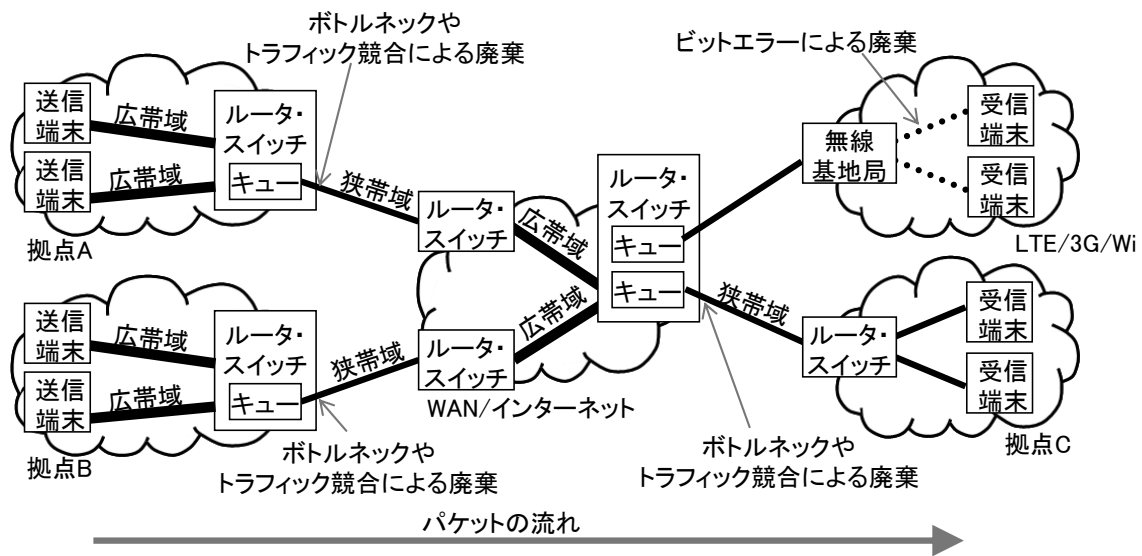 ボトルネックや
トラフィック競合による廃棄
ビットエラーによる廃棄
送信
端末
広帯域
ルータ・
スイッチ
キュー
送信
端末
広帯域
拠点A
狭帯域
ルータ・
スイッチ
広帯域
ルータ・
スイッチ
キュー
キュー
無線
基地局
受信
端末
受信
端末
LTE/3G/Wi
送信
端末
広帯域
ルータ・
スイッチ
キュー
送信
端末
広帯域
拠点B
狭帯域
ルータ・
スイッチ
広帯域
WAN/インターネット
狭帯域
ルータ・
スイッチ
受信
端末
受信
端末
拠点C
ボトルネックや
トラフィック競合による廃棄
ボトルネックや
トラフィック競合による廃棄
パケットの流れ